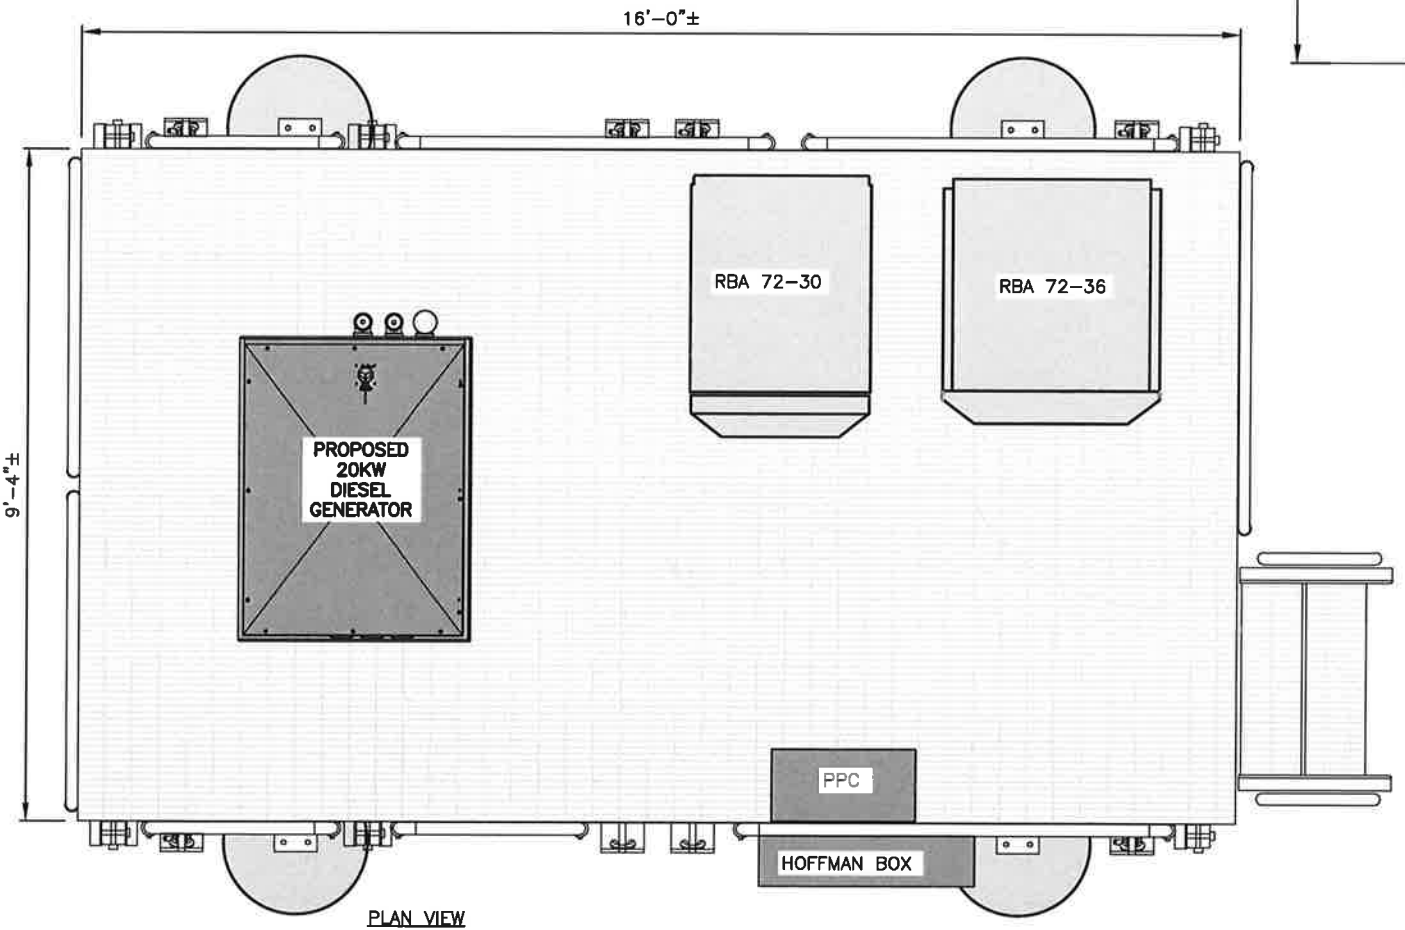 16'-0"±
RBA 72-30
RBA 72-36
9'-4"±
PROPOSED
20KW
DIESEL
GENERATOR
PPC
HOFFMAN BOX
PLAN VIEW